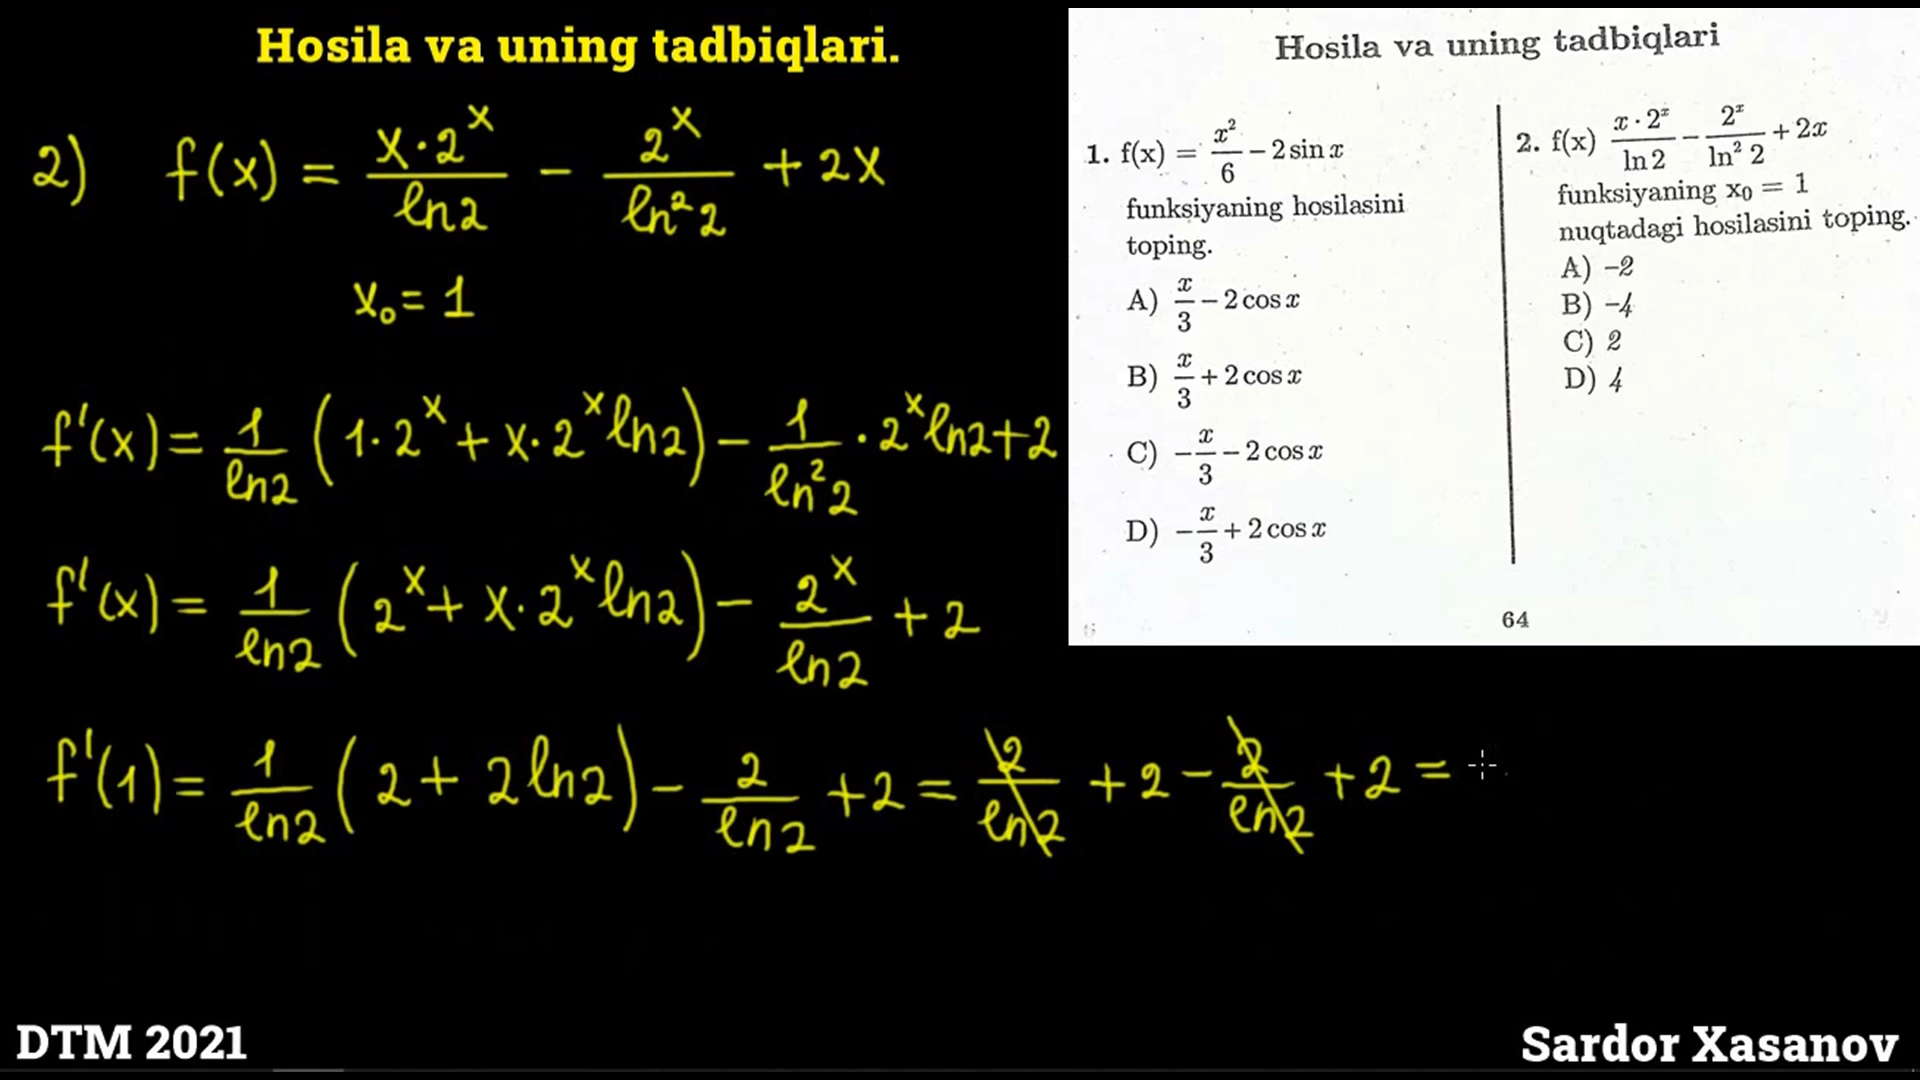 Hosila va uning tadbiqlari.
2) f(x) = x·2^x/ln2 − 2^x/ln²2 + 2x
x₀ = 1
f'(x) = 1/ln2 (1·2^x + x·2^x ln2) − 1/ln²2 · 2^x ln2 + 2
f'(x) = 1/ln2 (2^x + x·2^x ln2) − 2^x/ln2 + 2
f'(1) = 1/ln2 (2 + 2ln2) − 2/ln2 + 2 = 2/ln2 + 2 − 2/ln2 + 2 =
Hosila va uning tadbiqlari
1. f(x) = x²/6 − 2 sin x
funksiyaning hosilasini
toping.
A) x/3 − 2 cos x
B) x/3 + 2 cos x
C) −x/3 − 2 cos x
D) −x/3 + 2 cos x
2. f(x) x·2^x/ln 2 − 2^x/ln² 2 + 2x
funksiyaning x₀ = 1
nuqtadagi hosilasini toping.
A) −2
B) −4
C) 2
D) 4
64
DTM 2021
Sardor Xasanov